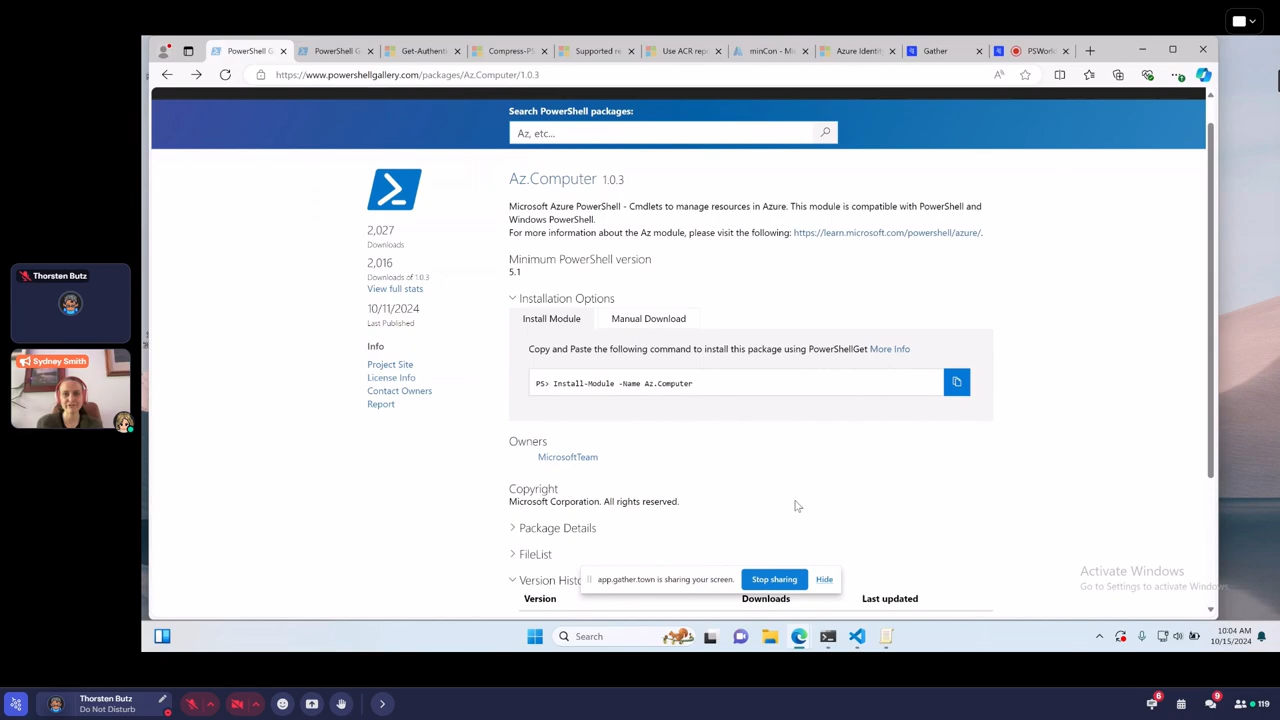 PowerShell G
PowerShell G
Get-Authenti
Compress-PS
Supported re
Use ACR repo
minCon - Mi
Azure Identi
Gather
PSWorl
https://www.powershellgallery.com/packages/Az.Computer/1.0.3
Search PowerShell packages:
Az, etc...
Az.Computer 1.0.3
Microsoft Azure PowerShell - Cmdlets to manage resources in Azure. This module is compatible with PowerShell and
Windows PowerShell.
For more information about the Az module, please visit the following: https://learn.microsoft.com/powershell/azure/.
2,027
Downloads
2,016
Downloads of 1.0.3
View full stats
10/11/2024
Last Published
Info
Project Site
License Info
Contact Owners
Report
Minimum PowerShell version
5.1
Installation Options
Install Module
Manual Download
Copy and Paste the following command to install this package using PowerShellGet More Info
PS> Install-Module -Name Az.Computer
Owners
MicrosoftTeam
Copyright
Microsoft Corporation. All rights reserved.
Package Details
FileList
Version Hist
Version
Downloads
Last updated
app.gather.town is sharing your screen.
Stop sharing
Hide
Activate Windows
Go to Settings to activate Windows.
Thorsten Butz
Sydney Smith
Search
10:04 AM
10/15/2024
Thorsten Butz
Do Not Disturb
6
9
119